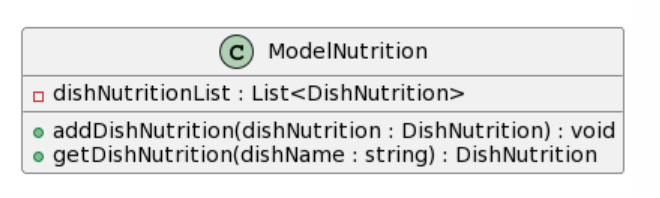 C ModelNutrition
dishNutritionList : List<DishNutrition>
addDishNutrition(dishNutrition : DishNutrition) : void
getDishNutrition(dishName : string) : DishNutrition